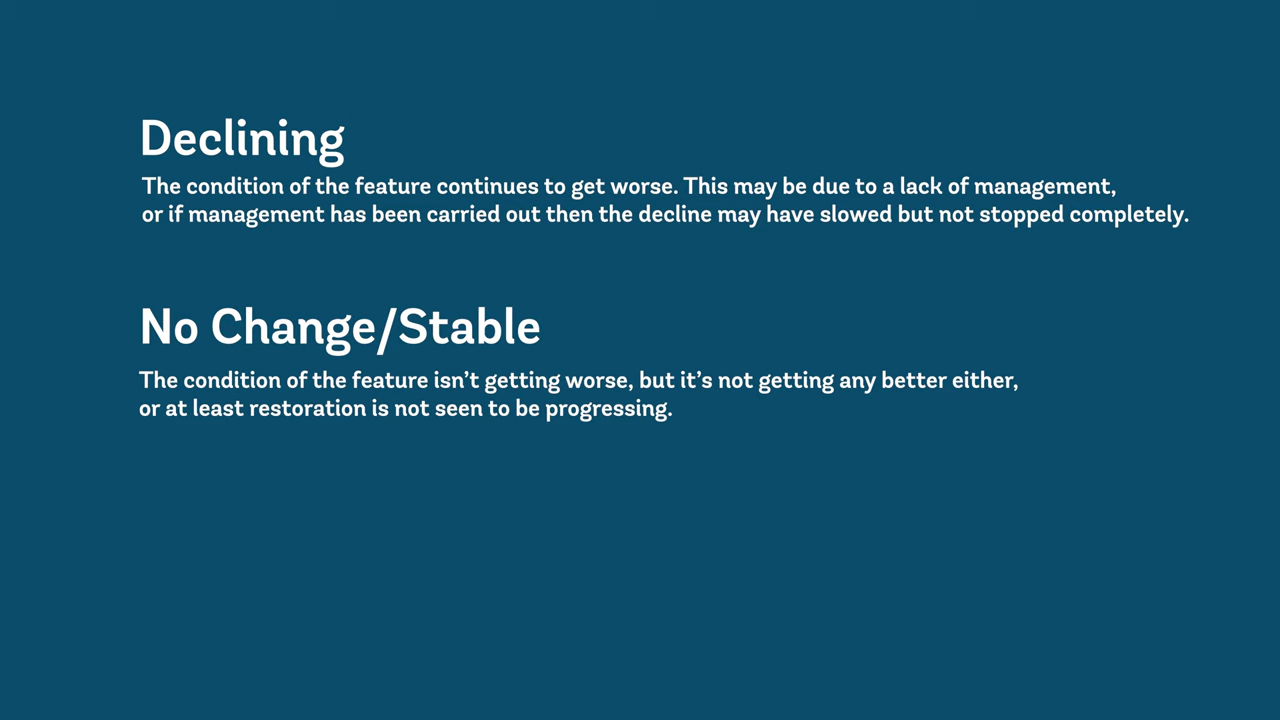 Declining
The condition of the feature continues to get worse. This may be due to a lack of management,
or if management has been carried out then the decline may have slowed but not stopped completely.
No Change/Stable
The condition of the feature isn’t getting worse, but it’s not getting any better either,
or at least restoration is not seen to be progressing.